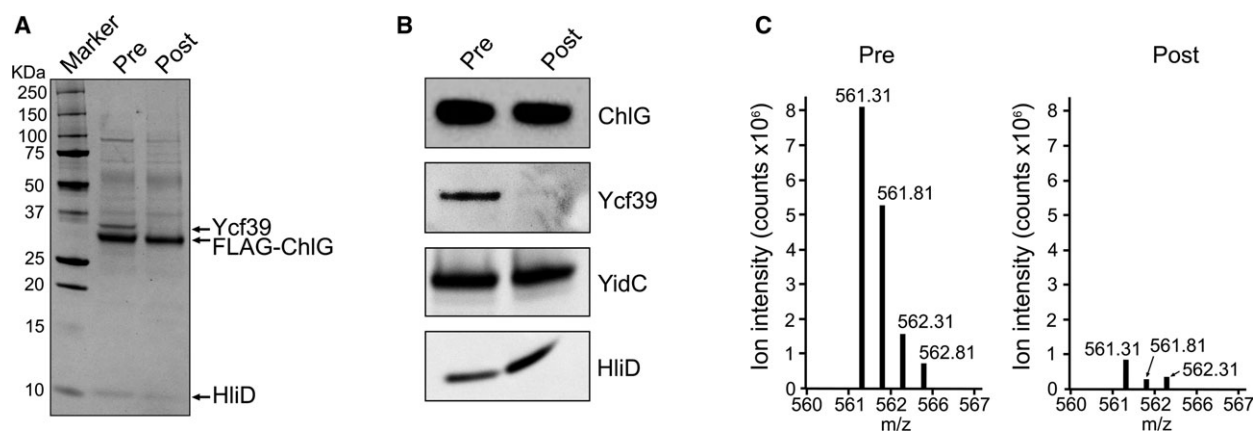 A
Marker
Pre
Post
KDa
250
150
100
75
50
37
25
20
15
10
Ycf39
FLAG-ChlG
HliD
B
Pre
Post
ChlG
Ycf39
YidC
HliD
C
Pre
Ion intensity (counts x10⁶)
8
7
6
5
4
3
2
1
0
561.31
561.81
562.31
562.81
560 561 562 566 567
m/z
Post
Ion intensity (counts x10⁶)
8
7
6
5
4
3
2
1
0
561.31
561.81
562.31
560 561 562 566 567
m/z